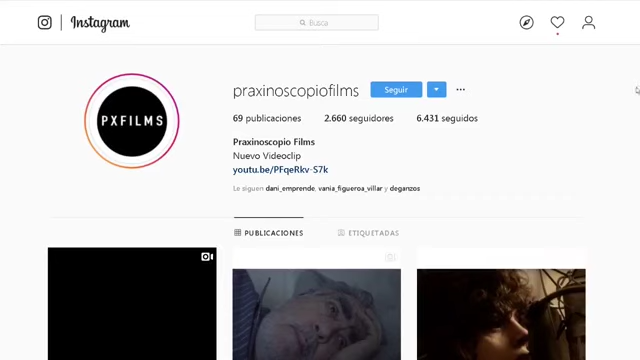 Instagram
Busca
praxinoscopiofilms Seguir
PXFILMS
69 publicaciones 2.660 seguidores 6.431 seguidos
Praxinoscopio Films
Nuevo Videoclip
youtu.be/PFqeRkv-S7k
Le siguen dani_emprende, vania_figueroa_villar y deganzos
PUBLICACIONES ETIQUETADAS